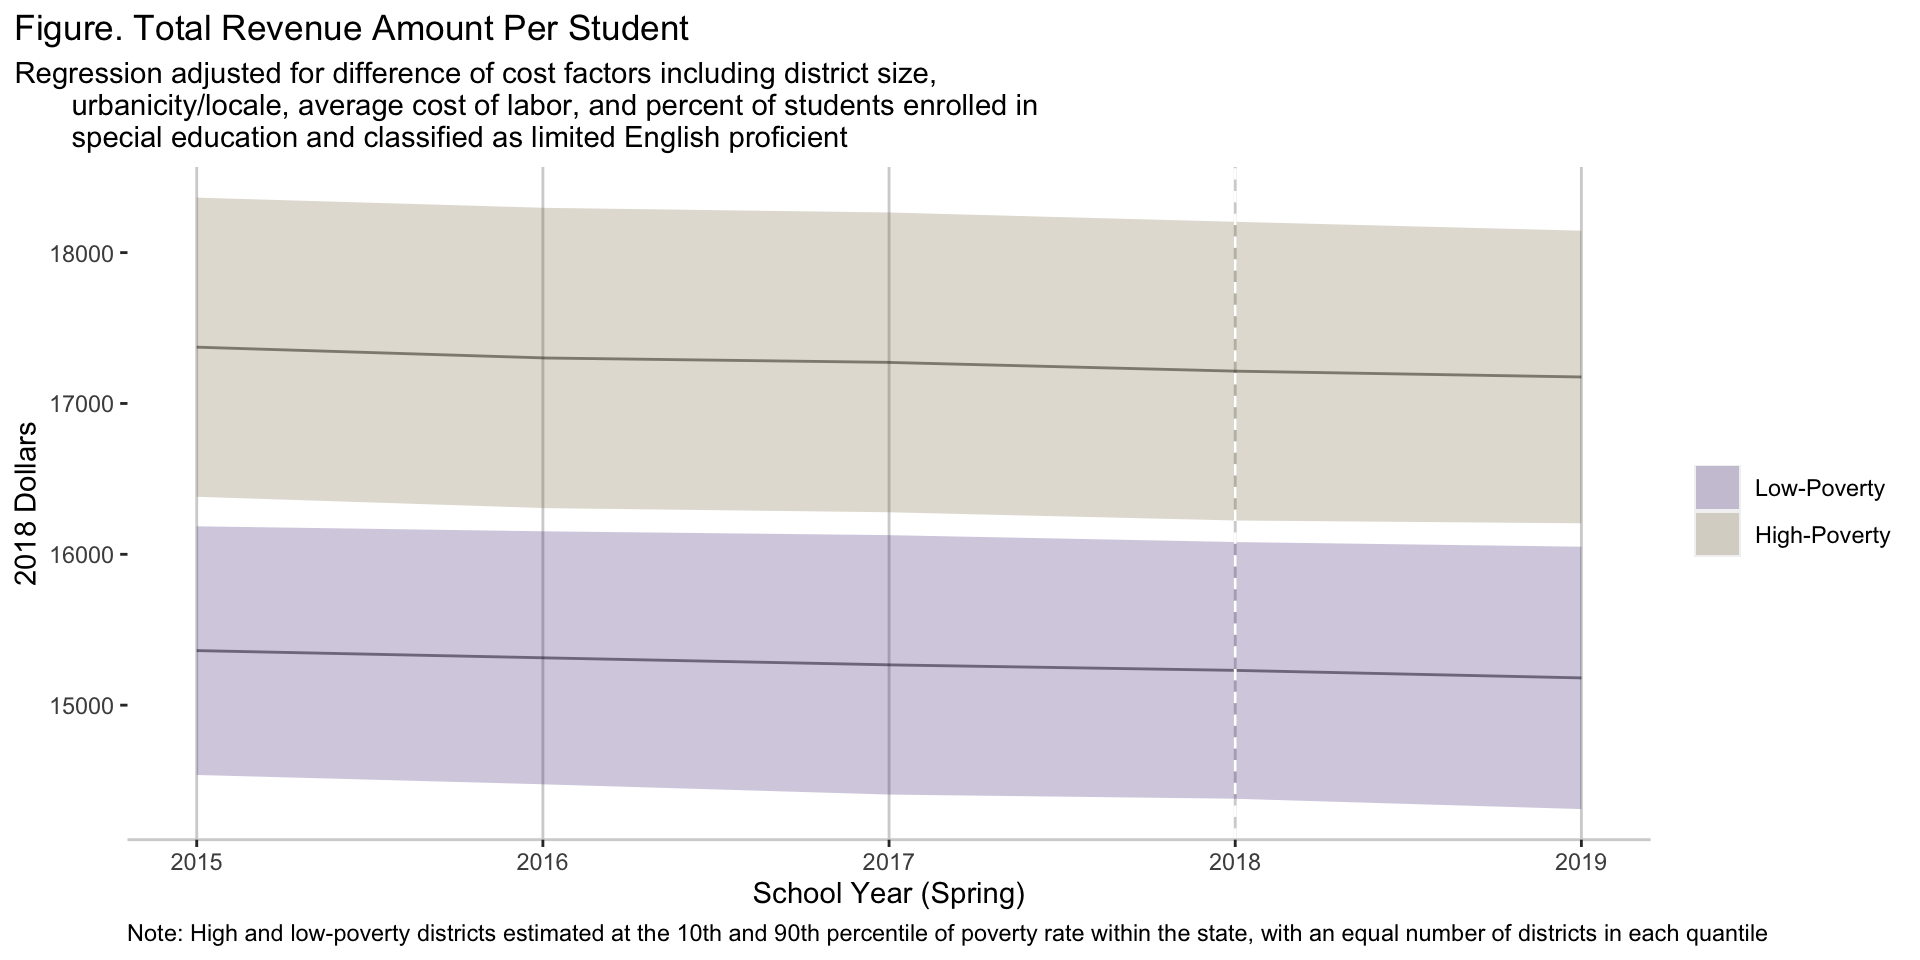 Figure. Total Revenue Amount Per Student
Regression adjusted for difference of cost factors including district size,
urbanicity/locale, average cost of labor, and percent of students enrolled in
special education and classified as limited English proficient
2018 Dollars
18000
17000
16000
15000
2015
2016
2017
2018
2019
School Year (Spring)
Low-Poverty
High-Poverty
Note: High and low-poverty districts estimated at the 10th and 90th percentile of poverty rate within the state, with an equal number of districts in each quantile